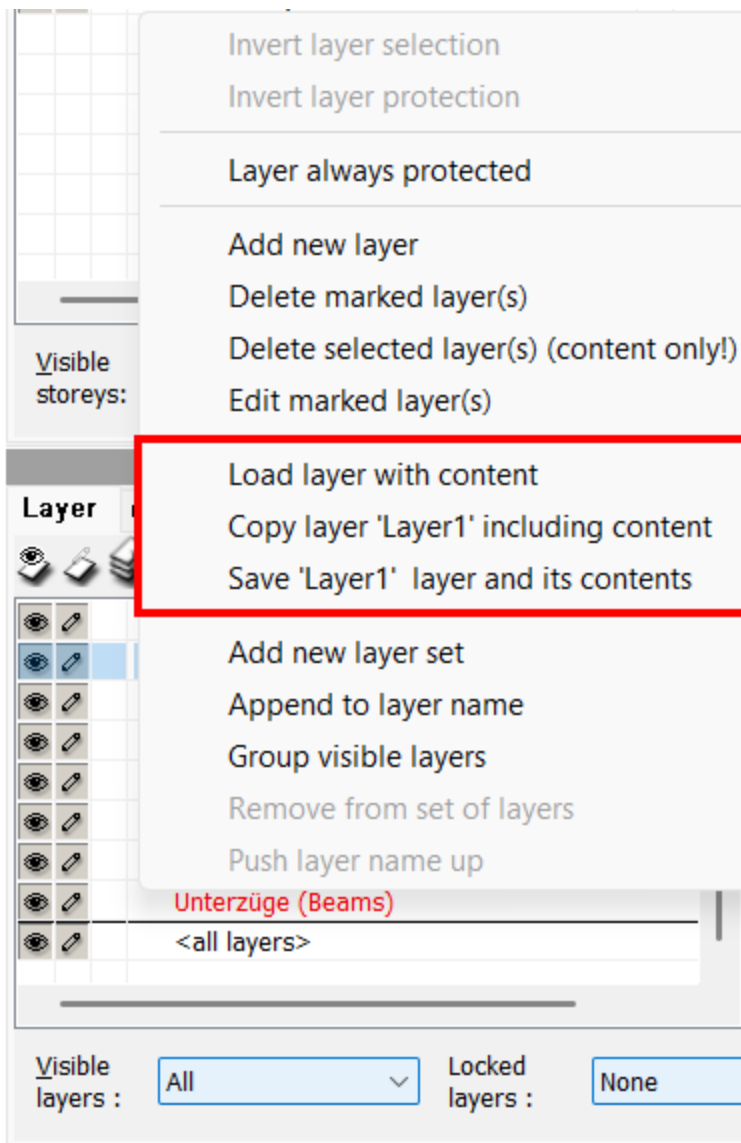 Invert layer selection
Invert layer protection
Layer always protected
Add new layer
Delete marked layer(s)
Delete selected layer(s) (content only!)
Edit marked layer(s)
Visible
storeys:
Load layer with content
Layer
Copy layer 'Layer1' including content
Save 'Layer1'  layer and its contents
Add new layer set
Append to layer name
Group visible layers
Remove from set of layers
Push layer name up
Unterzüge (Beams)
<all layers>
Visible
layers :
All
Locked
layers :
None